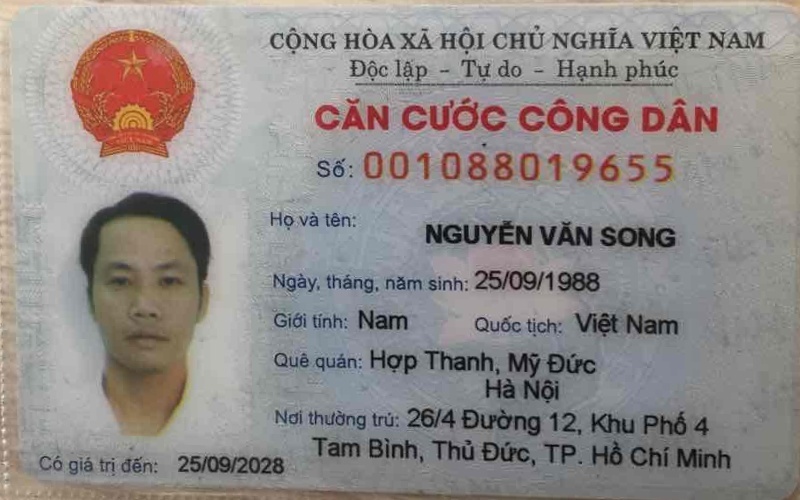 CỘNG HÒA XÃ HỘI CHỦ NGHĨA VIỆT NAM
Độc lập - Tự do - Hạnh phúc
CĂN CƯỚC CÔNG DÂN
Số: 001088019655
Họ và tên:
NGUYỄN VĂN SONG
Ngày, tháng, năm sinh: 25/09/1988
Giới tính: Nam Quốc tịch: Việt Nam
Quê quán: Hợp Thanh, Mỹ Đức
Hà Nội
Nơi thường trú: 26/4 Đường 12, Khu Phố 4
Tam Bình, Thủ Đức, TP. Hồ Chí Minh
Có giá trị đến: 25/09/2028